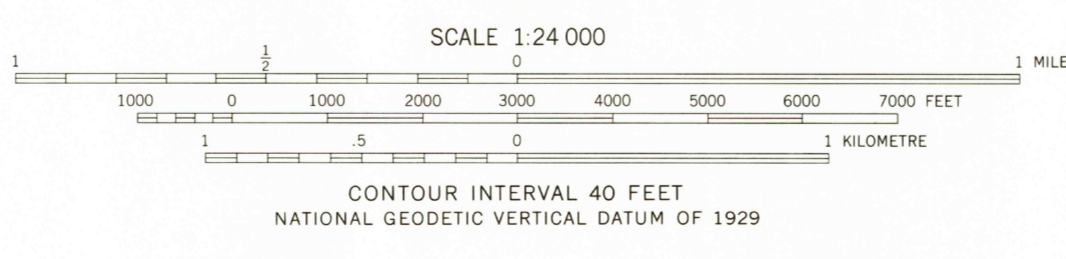 SCALE 1:24 000
1 1/2 0 1 MILE
1000 0 1000 2000 3000 4000 5000 6000 7000 FEET
1 .5 0 1 KILOMETRE
CONTOUR INTERVAL 40 FEET
NATIONAL GEODETIC VERTICAL DATUM OF 1929